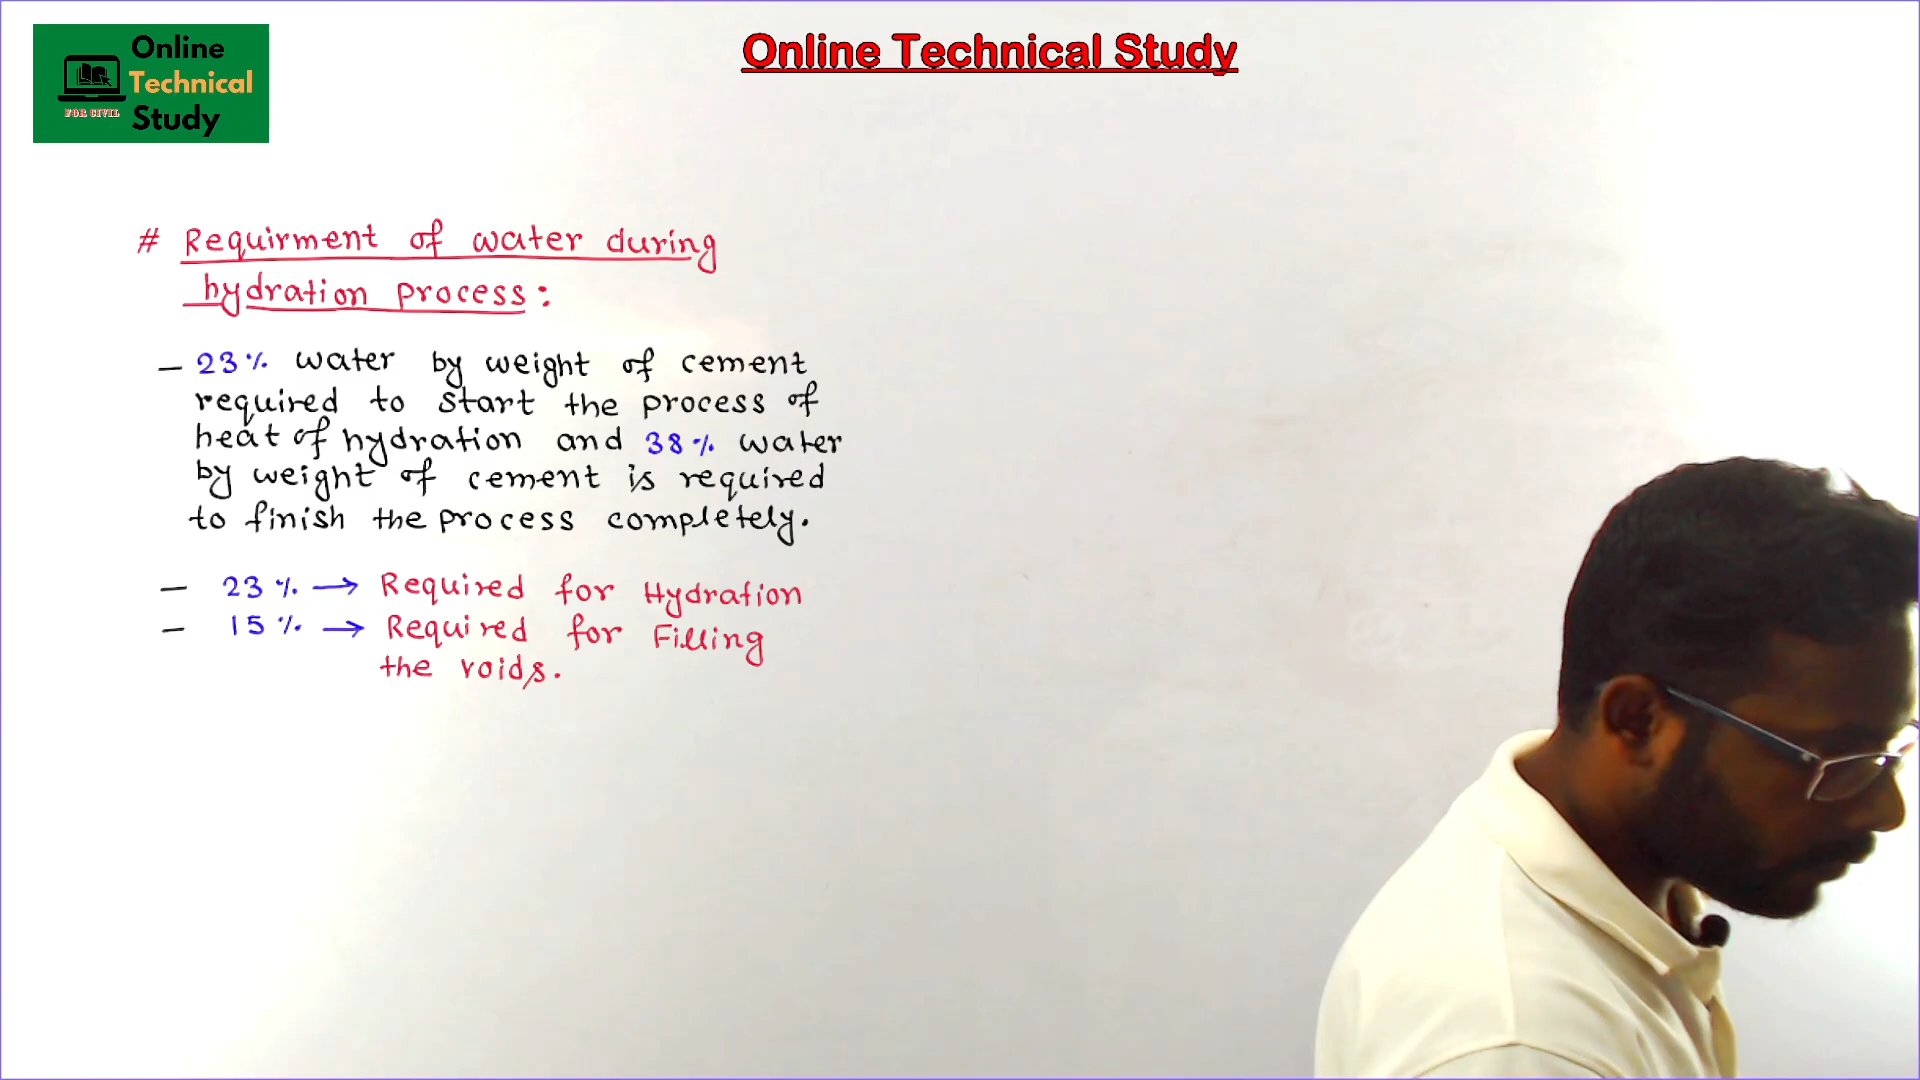 Online
Technical
Study
FOR CIVIL
Online Technical Study
# Requirment of water during
hydration process:
– 23% water by weight of cement
required to start the process of
heat of hydration and 38% water
by weight of cement is required
to finish the process completely.
– 23% → Required for Hydration
– 15% → Required for Filling
the voids.